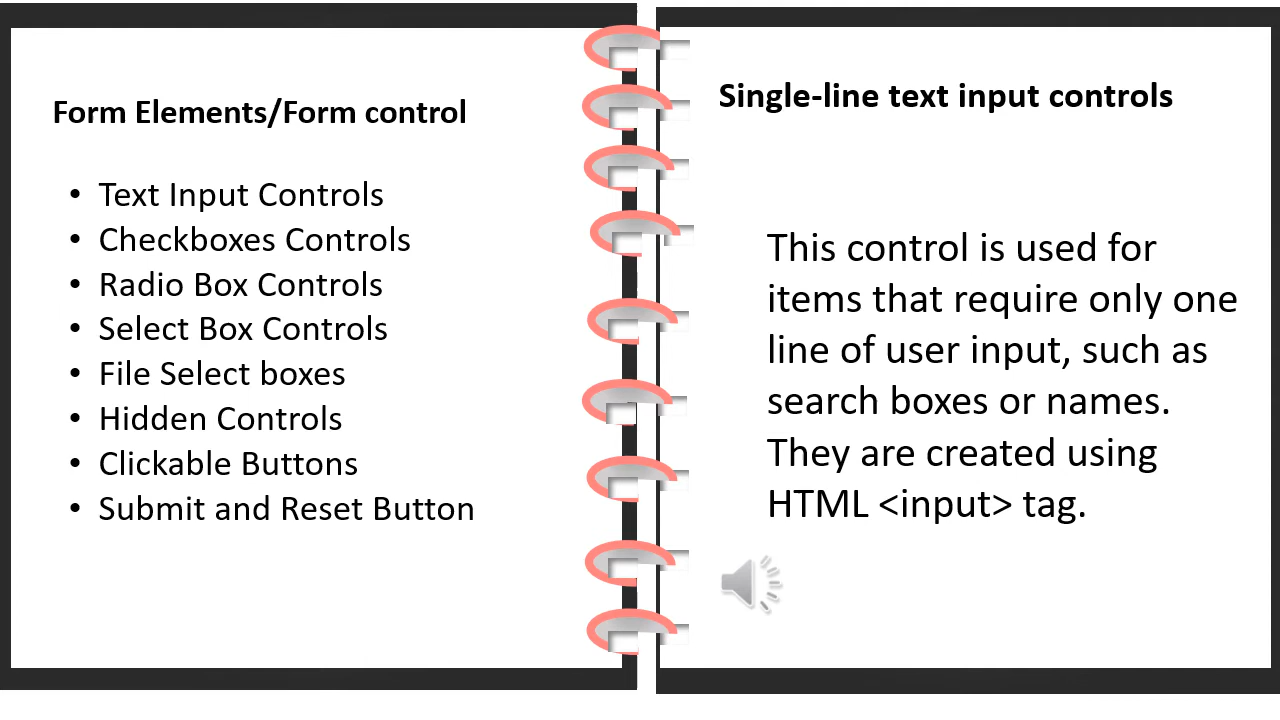 Form Elements/Form control
• Text Input Controls
• Checkboxes Controls
• Radio Box Controls
• Select Box Controls
• File Select boxes
• Hidden Controls
• Clickable Buttons
• Submit and Reset Button
Single-line text input controls
This control is used for
items that require only one
line of user input, such as
search boxes or names.
They are created using
HTML <input> tag.